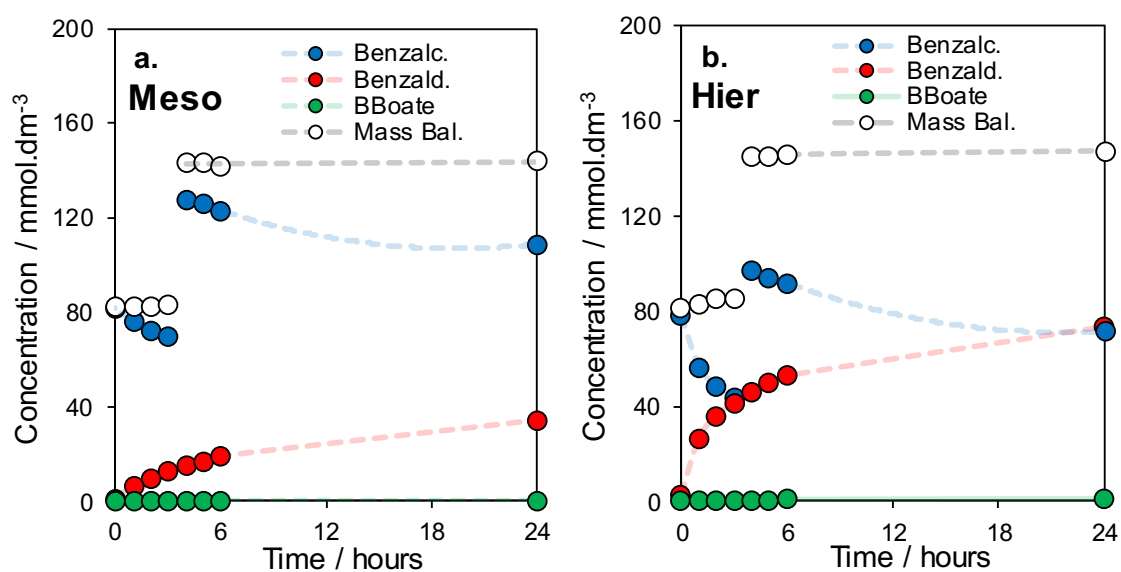 a.
Meso
Benzalc.
Benzald.
BBoate
Mass Bal.
Concentration / mmol.dm-3
200
160
120
80
40
0
0
6
12
18
24
Time / hours
b.
Hier
Benzalc.
Benzald.
BBoate
Mass Bal.
Concentration / mmol.dm-3
200
160
120
80
40
0
0
6
12
18
24
Time / hours